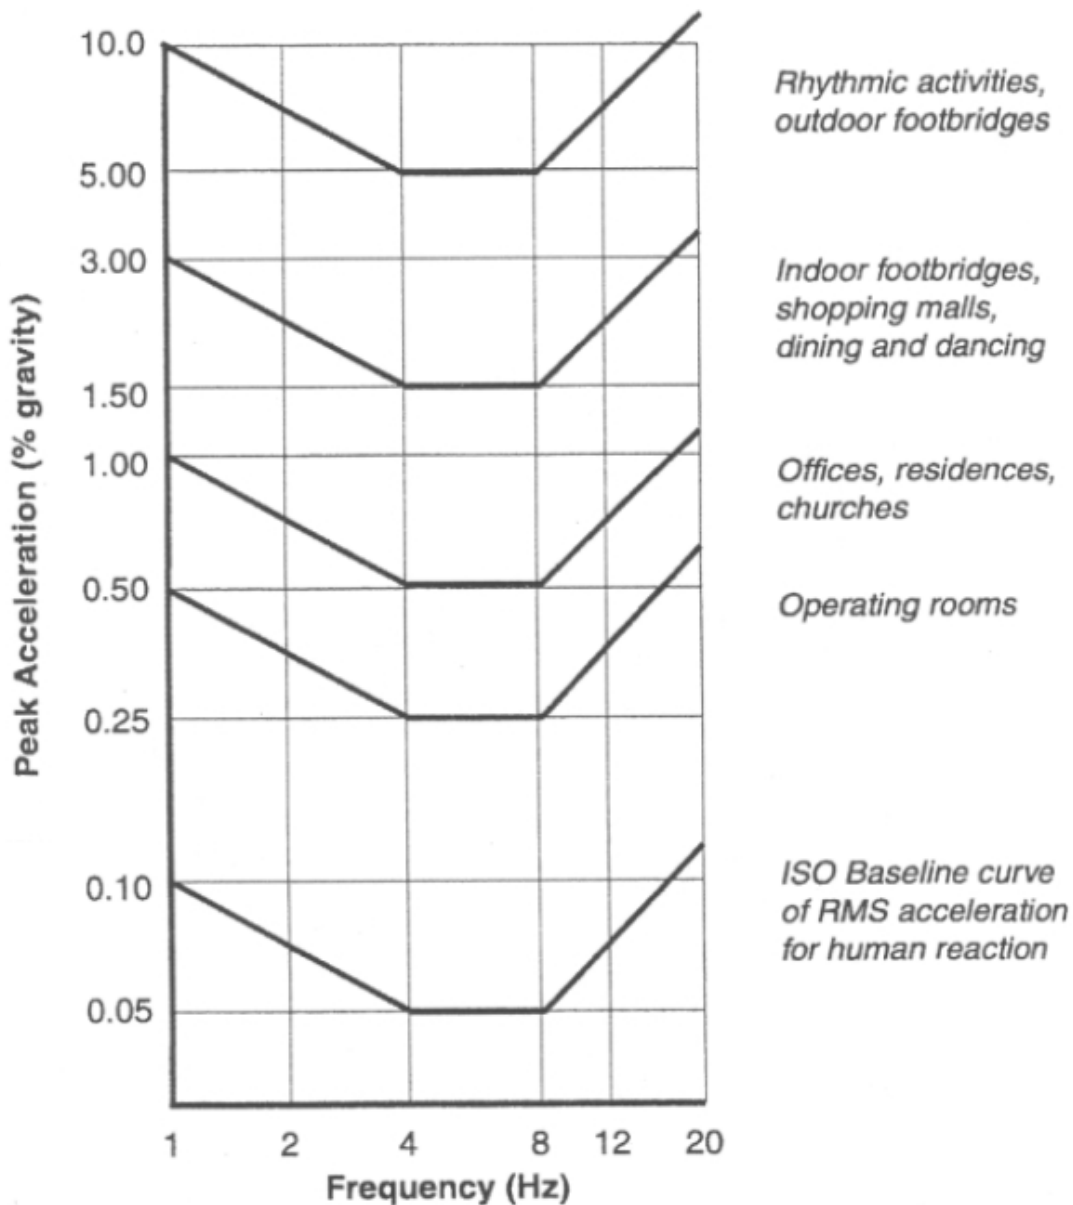 10.0
5.00
3.00
1.50
1.00
0.50
0.25
0.10
0.05
Peak Acceleration (% gravity)
Rhythmic activities,
outdoor footbridges
Indoor footbridges,
shopping malls,
dining and dancing
Offices, residences,
churches
Operating rooms
ISO Baseline curve
of RMS acceleration
for human reaction
1 2 4 8 12 20
Frequency (Hz)